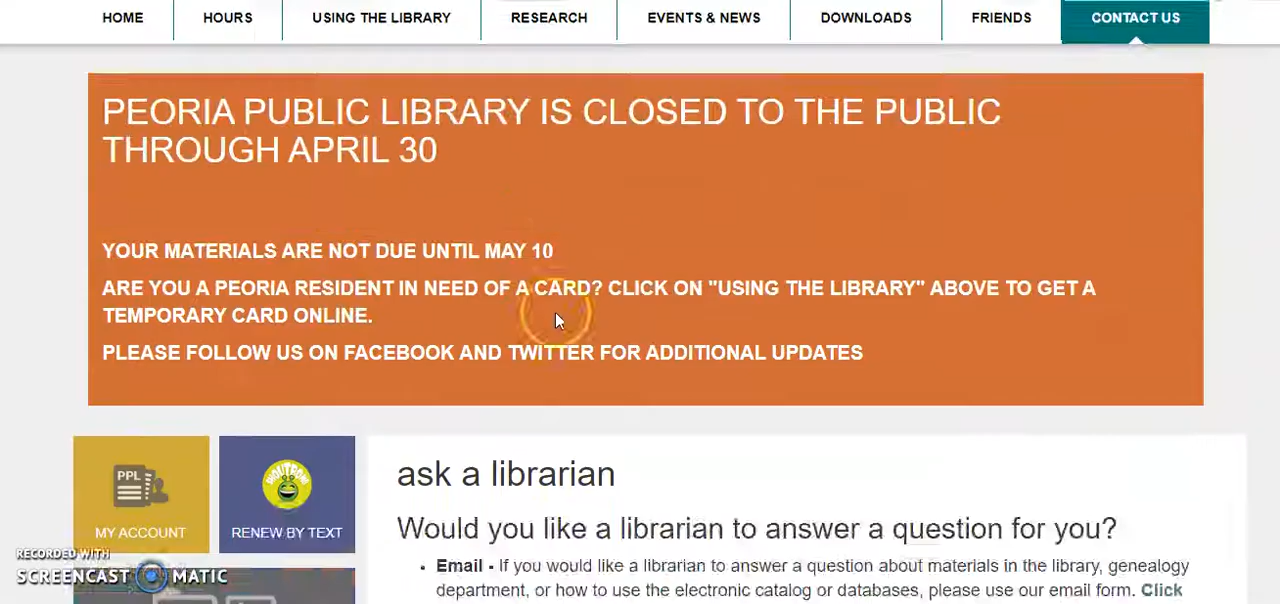 HOME HOURS USING THE LIBRARY RESEARCH EVENTS & NEWS DOWNLOADS FRIENDS CONTACT US
PEORIA PUBLIC LIBRARY IS CLOSED TO THE PUBLIC
THROUGH APRIL 30
YOUR MATERIALS ARE NOT DUE UNTIL MAY 10
ARE YOU A PEORIA RESIDENT IN NEED OF A CARD? CLICK ON "USING THE LIBRARY" ABOVE TO GET A
TEMPORARY CARD ONLINE.
PLEASE FOLLOW US ON FACEBOOK AND TWITTER FOR ADDITIONAL UPDATES
PPL
MY ACCOUNT
SHOUTBOMB
RENEW BY TEXT
ask a librarian
Would you like a librarian to answer a question for you?
• Email - If you would like a librarian to answer a question about materials in the library, genealogy
department, or how to use the electronic catalog or databases, please use our email form. Click
RECORDED WITH
SCREENCAST MATIC